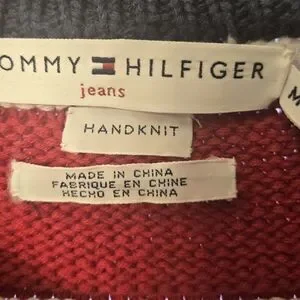 OMMY HILFIGER
jeans
M
HANDKNIT
MADE IN CHINA
FABRIQUE EN CHINE
HECHO EN CHINA